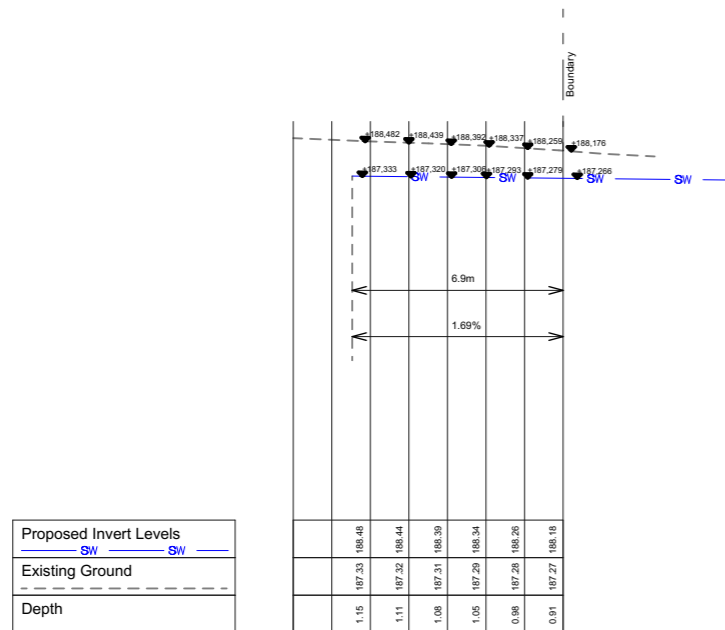 Boundary
+188,482 +188,439 +188,392 +188,337 +188,259 +188,176
+187,333 +187,320 +187,306 +187,293 +187,279 +187,266
SW SW SW SW
6.9m
1.69%
Proposed Invert Levels
SW SW
188.48 188.44 188.39 188.34 188.26 188.18
Existing Ground
187.33 187.32 187.31 187.29 187.28 187.27
Depth
1.15 1.11 1.08 1.05 0.98 0.91